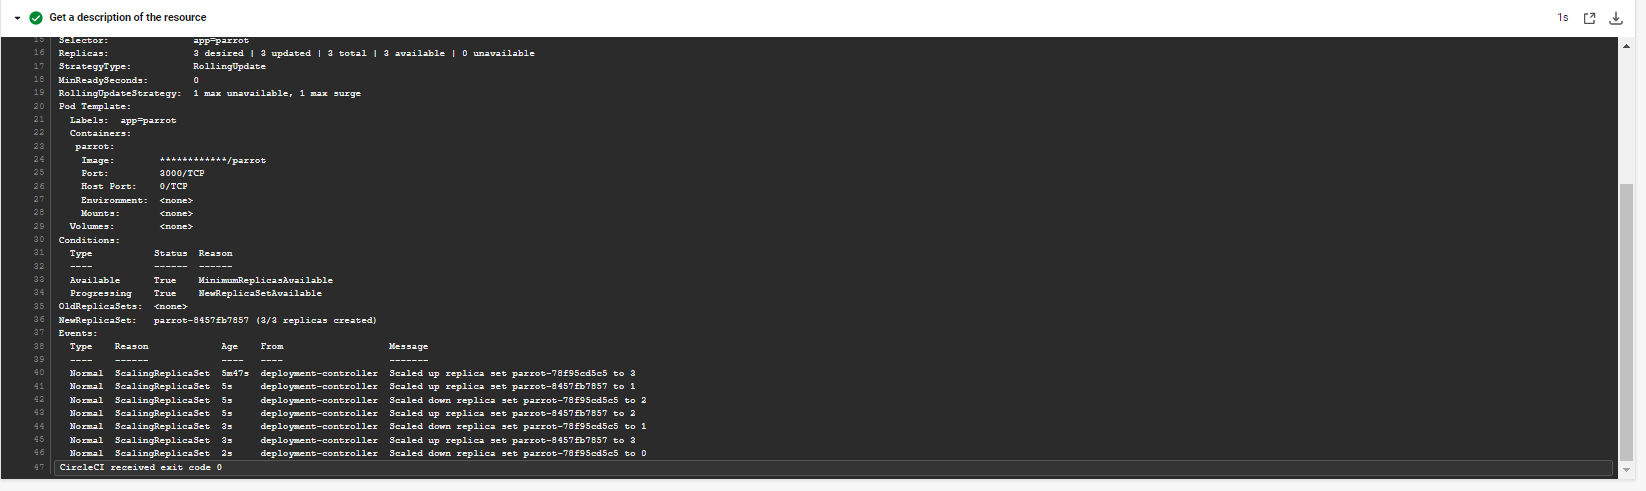 Get a description of the resource 1s
15 Selector: app=parrot
16 Replicas: 3 desired | 3 updated | 3 total | 3 available | 0 unavailable
17 StrategyType: RollingUpdate
18 MinReadySeconds: 0
19 RollingUpdateStrategy: 1 max unavailable, 1 max surge
20 Pod Template:
21 Labels: app=parrot
22 Containers:
23 parrot:
24 Image: ************/parrot
25 Port: 3000/TCP
26 Host Port: 0/TCP
27 Environment: <none>
28 Mounts: <none>
29 Volumes: <none>
30 Conditions:
31 Type Status Reason
32 ---- ------ ------
33 Available True MinimumReplicasAvailable
34 Progressing True NewReplicaSetAvailable
35 OldReplicaSets: <none>
36 NewReplicaSet: parrot-8457fb7857 (3/3 replicas created)
37 Events:
38 Type Reason Age From Message
39 ---- ------ ---- ---- -------
40 Normal ScalingReplicaSet 5m47s deployment-controller Scaled up replica set parrot-78f95cd5c5 to 3
41 Normal ScalingReplicaSet 5s deployment-controller Scaled up replica set parrot-8457fb7857 to 1
42 Normal ScalingReplicaSet 5s deployment-controller Scaled down replica set parrot-78f95cd5c5 to 2
43 Normal ScalingReplicaSet 5s deployment-controller Scaled up replica set parrot-8457fb7857 to 2
44 Normal ScalingReplicaSet 3s deployment-controller Scaled down replica set parrot-78f95cd5c5 to 1
45 Normal ScalingReplicaSet 3s deployment-controller Scaled up replica set parrot-8457fb7857 to 3
46 Normal ScalingReplicaSet 2s deployment-controller Scaled down replica set parrot-78f95cd5c5 to 0
47 CircleCI received exit code 0